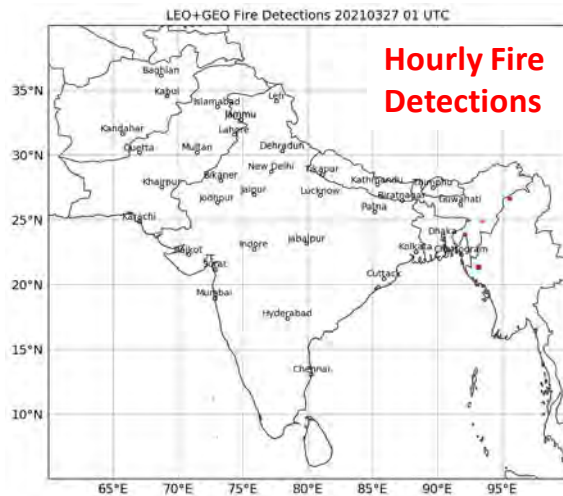 LEO+GEO Fire Detections 20210327 01 UTC
Hourly Fire
Detections
35°N
30°N
25°N
20°N
15°N
10°N
Baghlan
Kabul
Islamabad
Leh
Jammu
Kandahar
Lahore
Quetta
Multan
Dehradun
New Delhi
Tikapur
Khairpur
Bikaner
Kathmandu
Thimphu
Jaipur
Lucknow
Biratnagar
Guwahati
Jodhpur
Patna
Karachi
Dhaka
Rajkot
Indore
Jabalpur
Kolkata
Surat
Cuttack
Mumbai
Hyderabad
Chennai
65°E
70°E
75°E
80°E
85°E
90°E
95°E